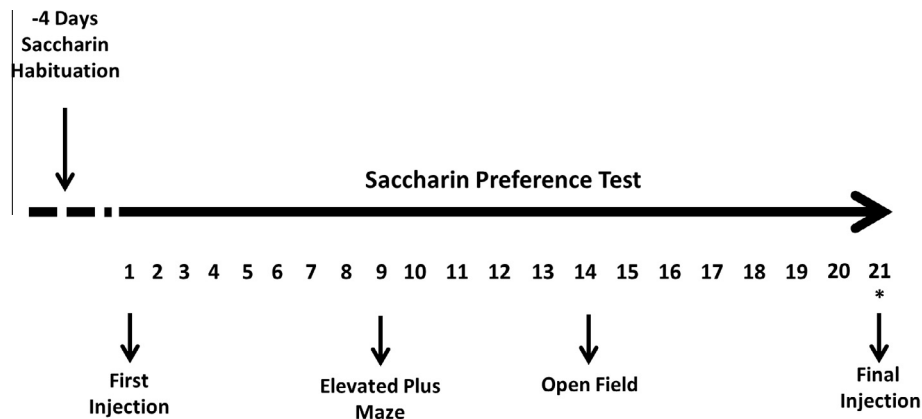 -4 Days
Saccharin
Habituation
Saccharin Preference Test
1 2 3 4 5 6 7 8 9 10 11 12 13 14 15 16 17 18 19 20 21
*
First
Injection
Elevated Plus
Maze
Open Field
Final
Injection